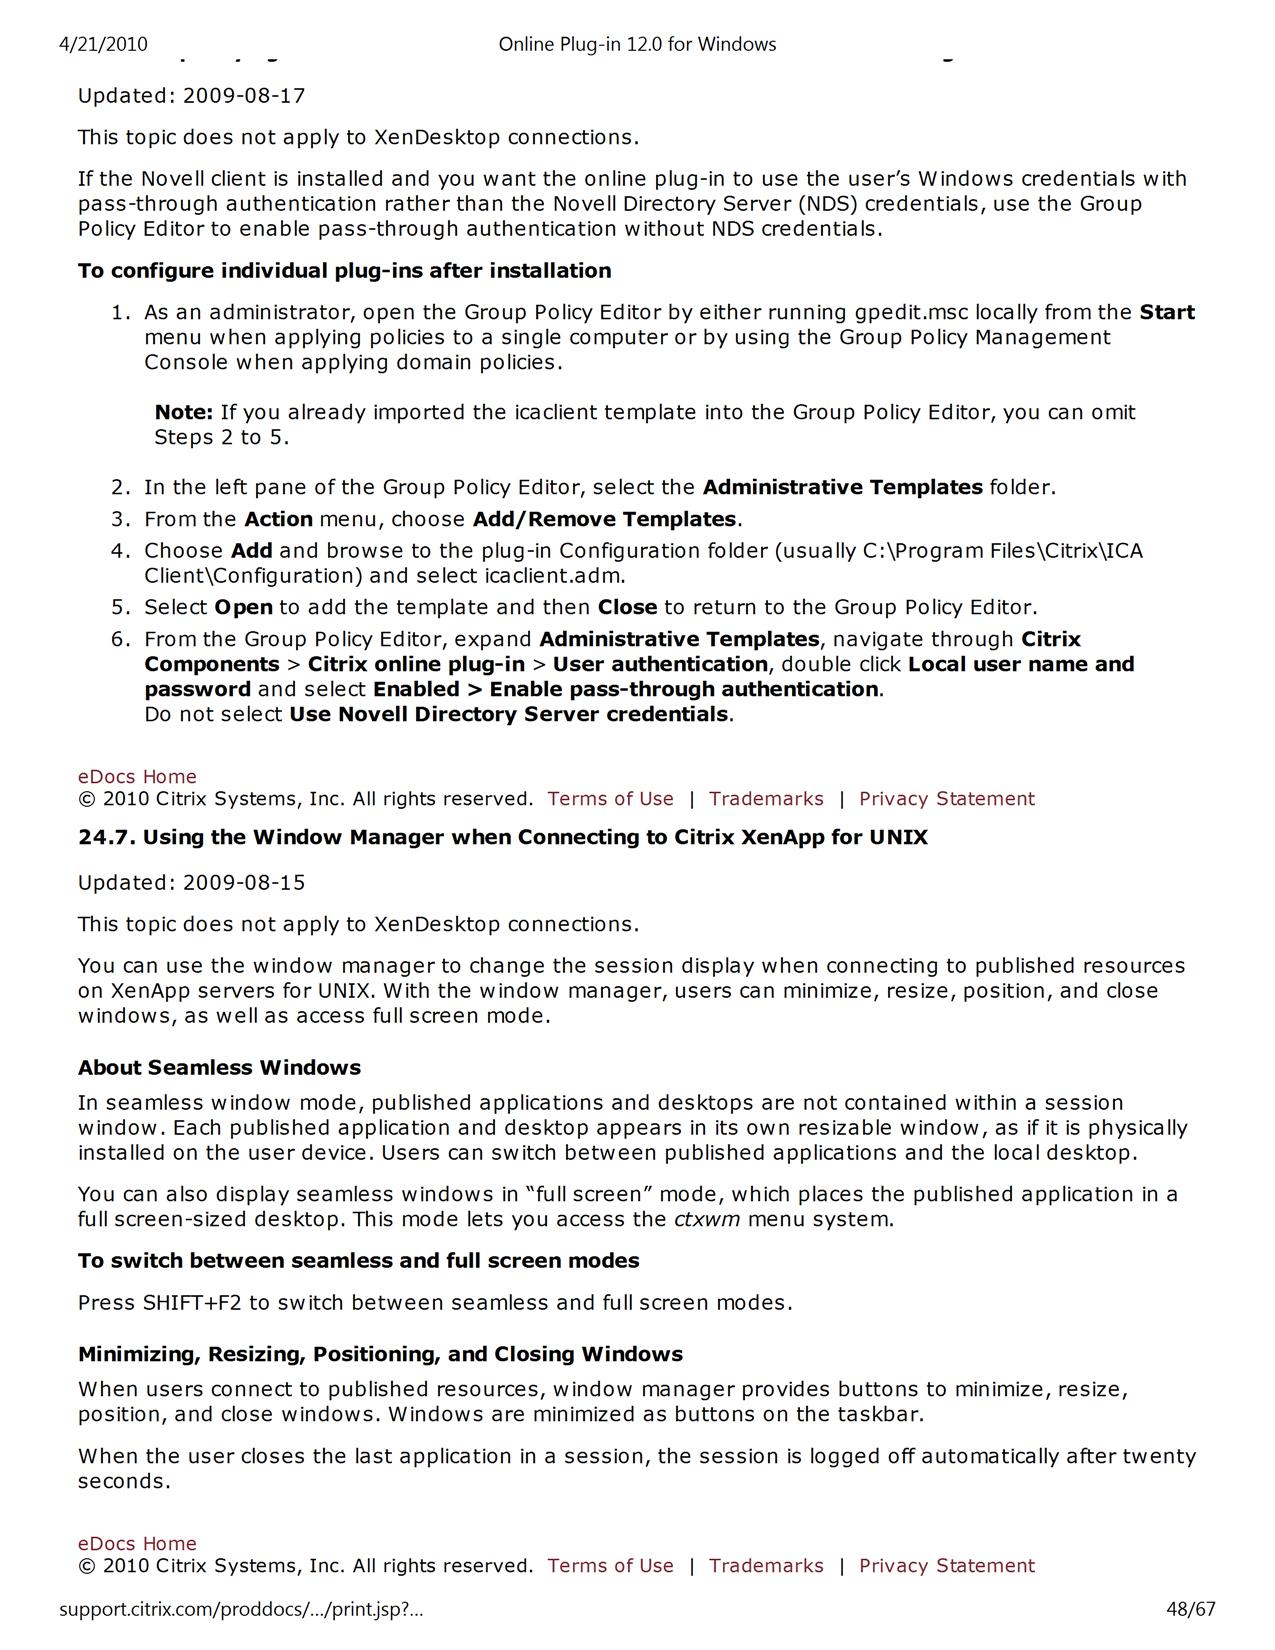 4/21/2010 Online Plug-in 12.0 for Windows
Updated: 2009-08-17
This topic does not apply to XenDesktop connections.
If the Novell client is installed and you want the online plug-in to use the user’s Windows credentials with
pass-through authentication rather than the Novell Directory Server (NDS) credentials, use the Group
Policy Editor to enable pass-through authentication without NDS credentials.
To configure individual plug-ins after installation
1. As an administrator, open the Group Policy Editor by either running gpedit.msc locally from the Start
menu when applying policies to a single computer or by using the Group Policy Management
Console when applying domain policies.
Note: If you already imported the icaclient template into the Group Policy Editor, you can omit
Steps 2 to 5.
2. In the left pane of the Group Policy Editor, select the Administrative Templates folder.
3. From the Action menu, choose Add/Remove Templates.
4. Choose Add and browse to the plug-in Configuration folder (usually C:\Program Files\Citrix\ICA
Client\Configuration) and select icaclient.adm.
5. Select Open to add the template and then Close to return to the Group Policy Editor.
6. From the Group Policy Editor, expand Administrative Templates, navigate through Citrix
Components > Citrix online plug-in > User authentication, double click Local user name and
password and select Enabled > Enable pass-through authentication.
Do not select Use Novell Directory Server credentials.
eDocs Home
© 2010 Citrix Systems, Inc. All rights reserved. Terms of Use | Trademarks | Privacy Statement
24.7. Using the Window Manager when Connecting to Citrix XenApp for UNIX
Updated: 2009-08-15
This topic does not apply to XenDesktop connections.
You can use the window manager to change the session display when connecting to published resources
on XenApp servers for UNIX. With the window manager, users can minimize, resize, position, and close
windows, as well as access full screen mode.
About Seamless Windows
In seamless window mode, published applications and desktops are not contained within a session
window. Each published application and desktop appears in its own resizable window, as if it is physically
installed on the user device. Users can switch between published applications and the local desktop.
You can also display seamless windows in “full screen” mode, which places the published application in a
full screen-sized desktop. This mode lets you access the ctxwm menu system.
To switch between seamless and full screen modes
Press SHIFT+F2 to switch between seamless and full screen modes.
Minimizing, Resizing, Positioning, and Closing Windows
When users connect to published resources, window manager provides buttons to minimize, resize,
position, and close windows. Windows are minimized as buttons on the taskbar.
When the user closes the last application in a session, the session is logged off automatically after twenty
seconds.
eDocs Home
© 2010 Citrix Systems, Inc. All rights reserved. Terms of Use | Trademarks | Privacy Statement
support.citrix.com/proddocs/.../print.jsp?... 48/67